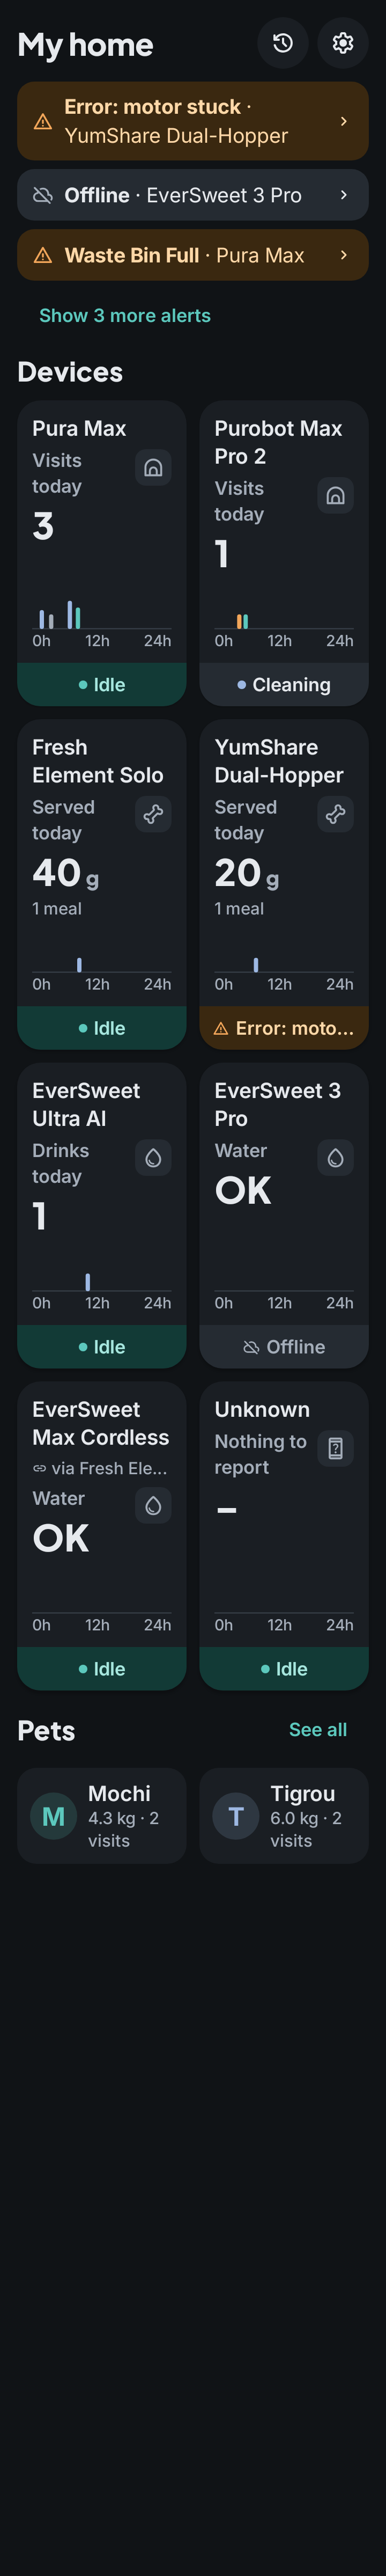 My home
Error: motor stuck ·
YumShare Dual-Hopper
Offline · EverSweet 3 Pro
Waste Bin Full · Pura Max
Show 3 more alerts
Devices
Pura Max
Visits
today
3
0h 12h 24h
Idle
Purobot Max
Pro 2
Visits
today
1
0h 12h 24h
Cleaning
Fresh
Element Solo
Served
today
40 g
1 meal
0h 12h 24h
Idle
YumShare
Dual-Hopper
Served
today
20 g
1 meal
0h 12h 24h
Error: moto...
EverSweet
Ultra AI
Drinks
today
1
0h 12h 24h
Idle
EverSweet 3
Pro
Water
OK
0h 12h 24h
Offline
EverSweet
Max Cordless
via Fresh Ele...
Water
OK
0h 12h 24h
Idle
Unknown
Nothing to
report
–
0h 12h 24h
Idle
Pets
See all
M
Mochi
4.3 kg · 2
visits
T
Tigrou
6.0 kg · 2
visits